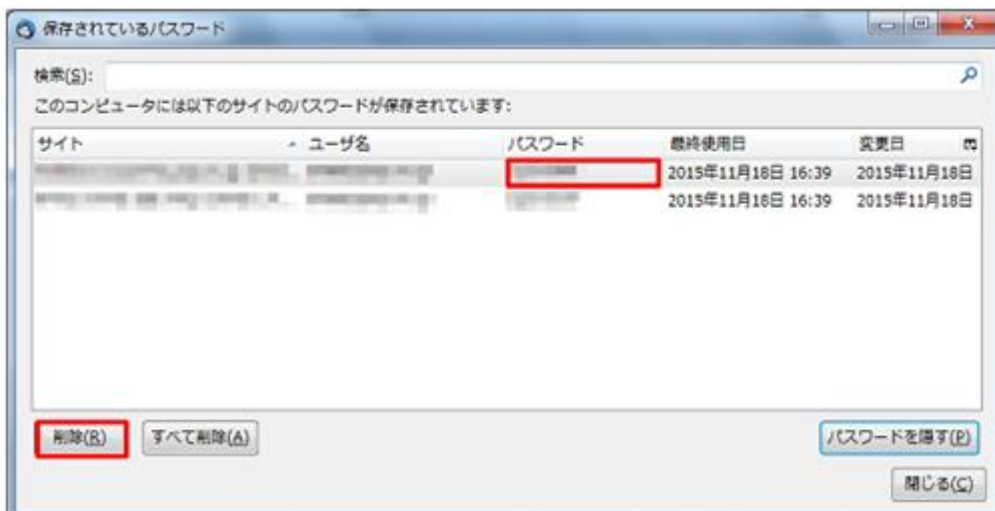 保存されているパスワード
検索(S):
このコンピュータには以下のサイトのパスワードが保存されています:
サイト ユーザ名 パスワード 最終使用日 変更日
2015年11月18日 16:39 2015年11月18日
2015年11月18日 16:39 2015年11月18日
削除(R) すべて削除(A) パスワードを隠す(P)
閉じる(C)